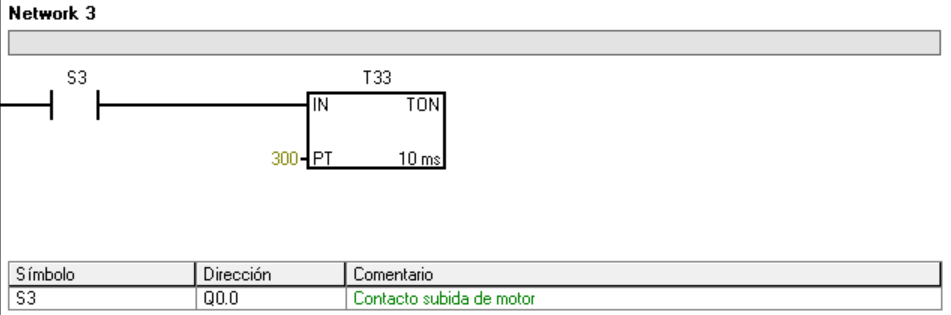 Network 3
S3 T33
IN TON
300 PT 10 ms
Símbolo Dirección Comentario
S3 Q0.0 Contacto subida de motor